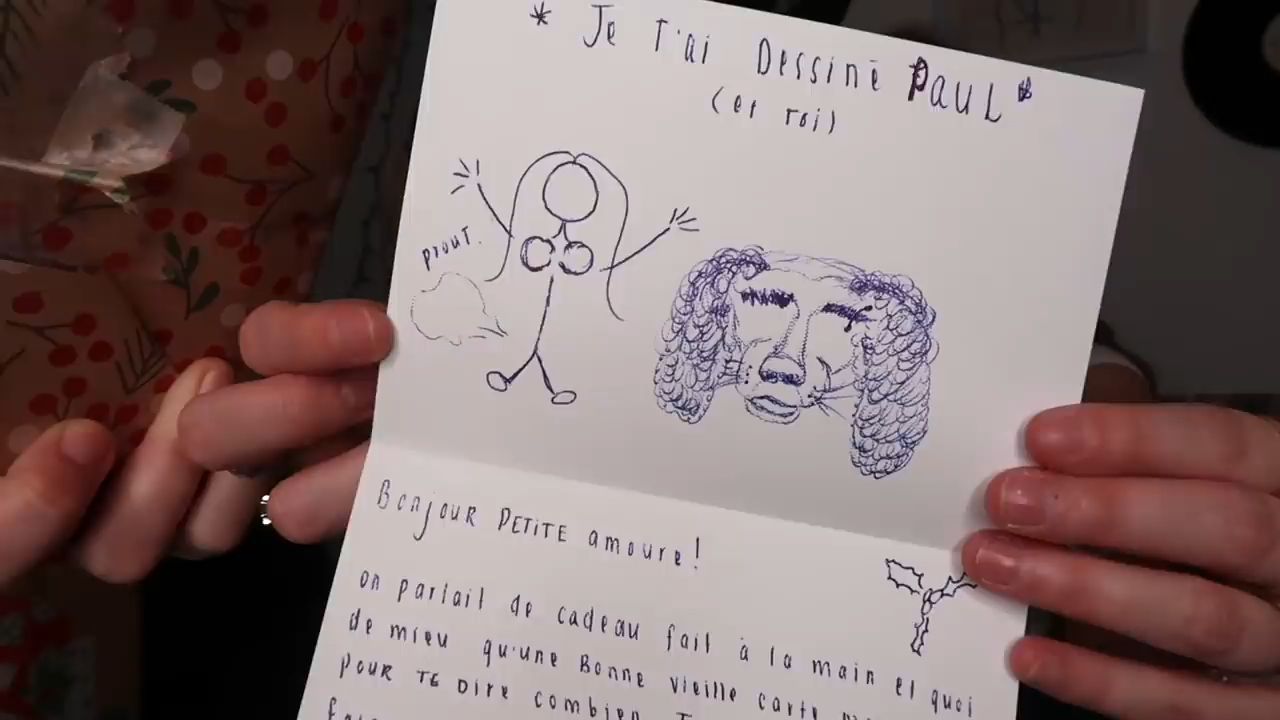 * Je T'ai Dessiné Paul *
(et toi)
prout.
Bonjour PETITE amoure!
on parlait de cadeau fait à la main et quoi
de mieu qu'une Bonne vieille carte
pour TE Dire combien